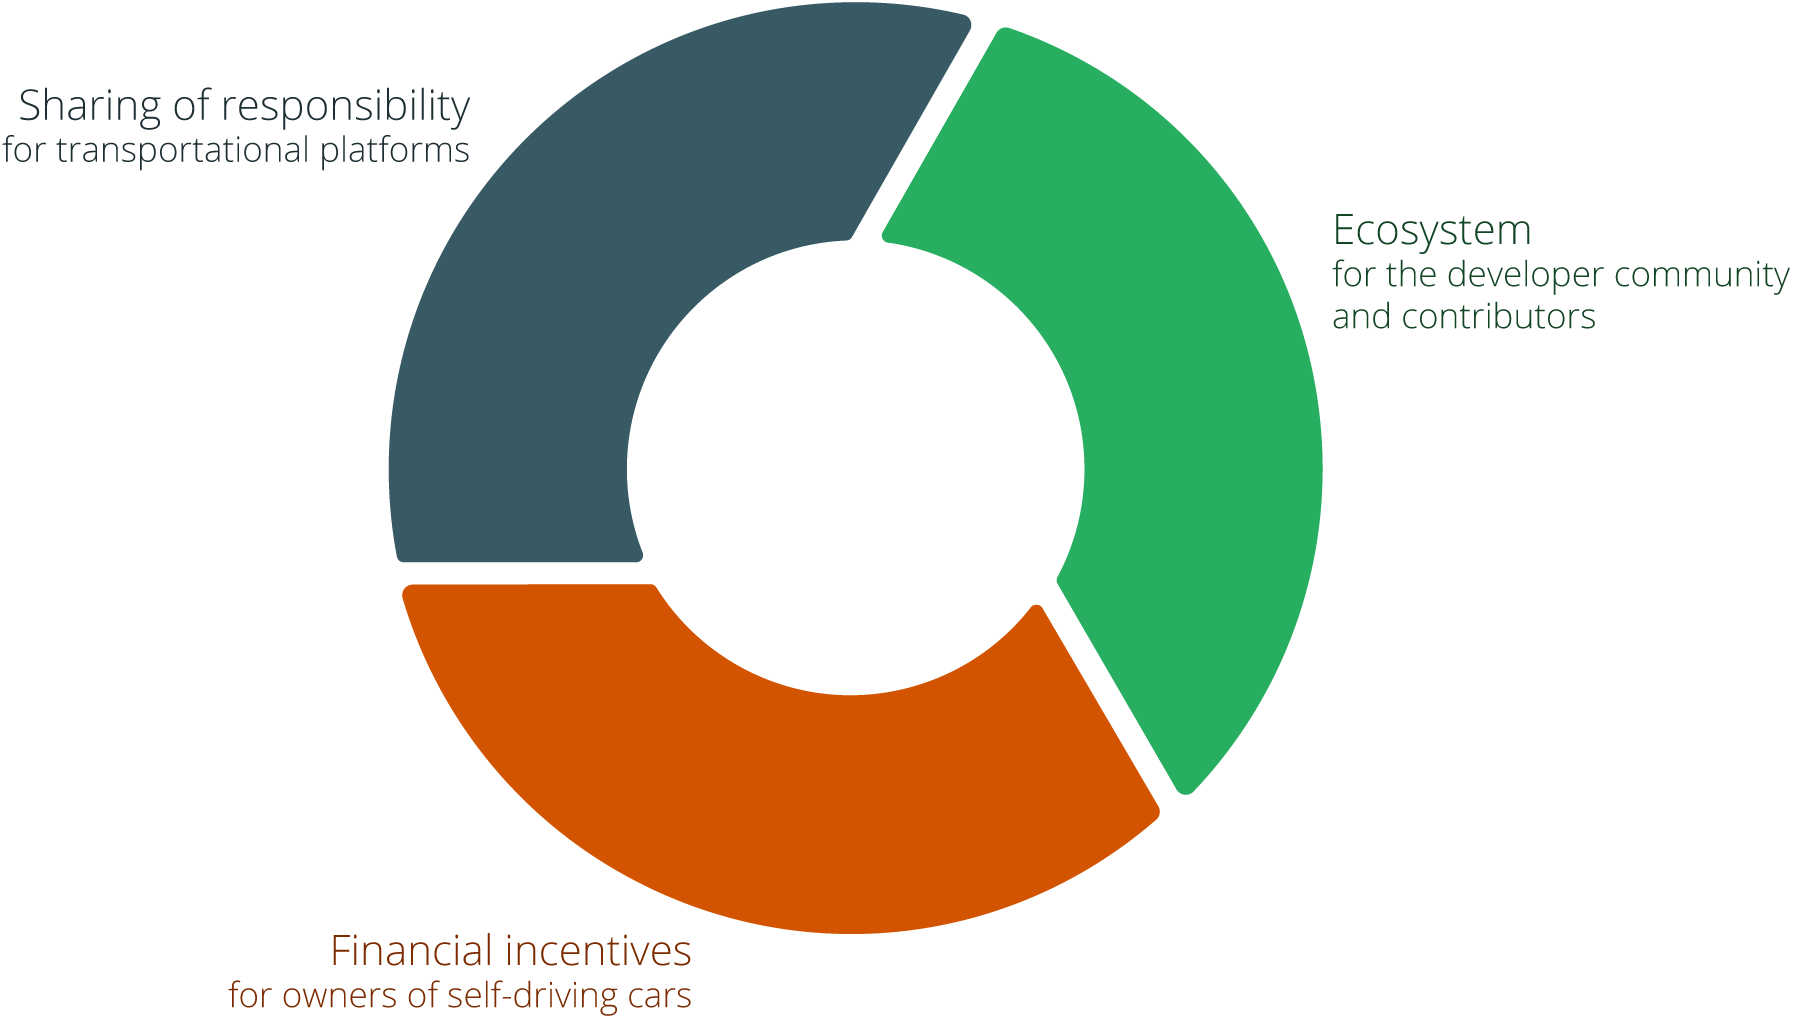 Sharing of responsibility
for transportational platforms
Ecosystem
for the developer community
and contributors
Financial incentives
for owners of self-driving cars